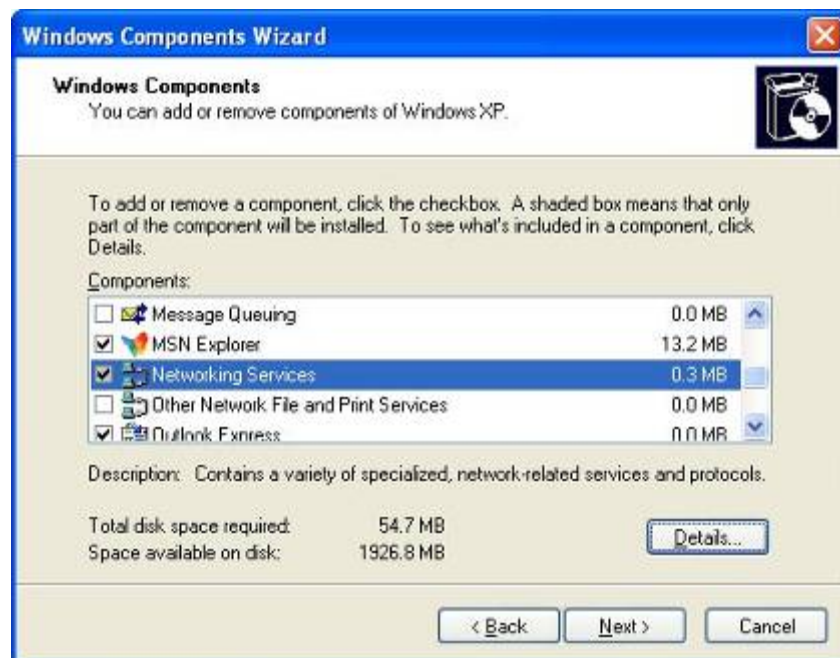 Windows Components Wizard
Windows Components
You can add or remove components of Windows XP.
To add or remove a component, click the checkbox. A shaded box means that only
part of the component will be installed. To see what's included in a component, click
Details.
Components:
Message Queuing 0.0 MB
MSN Explorer 13.2 MB
Networking Services 0.3 MB
Other Network File and Print Services 0.0 MB
Outlook Express 0.0 MB
Description: Contains a variety of specialized, network-related services and protocols.
Total disk space required: 54.7 MB
Space available on disk: 1926.8 MB
Details...
< Back Next > Cancel